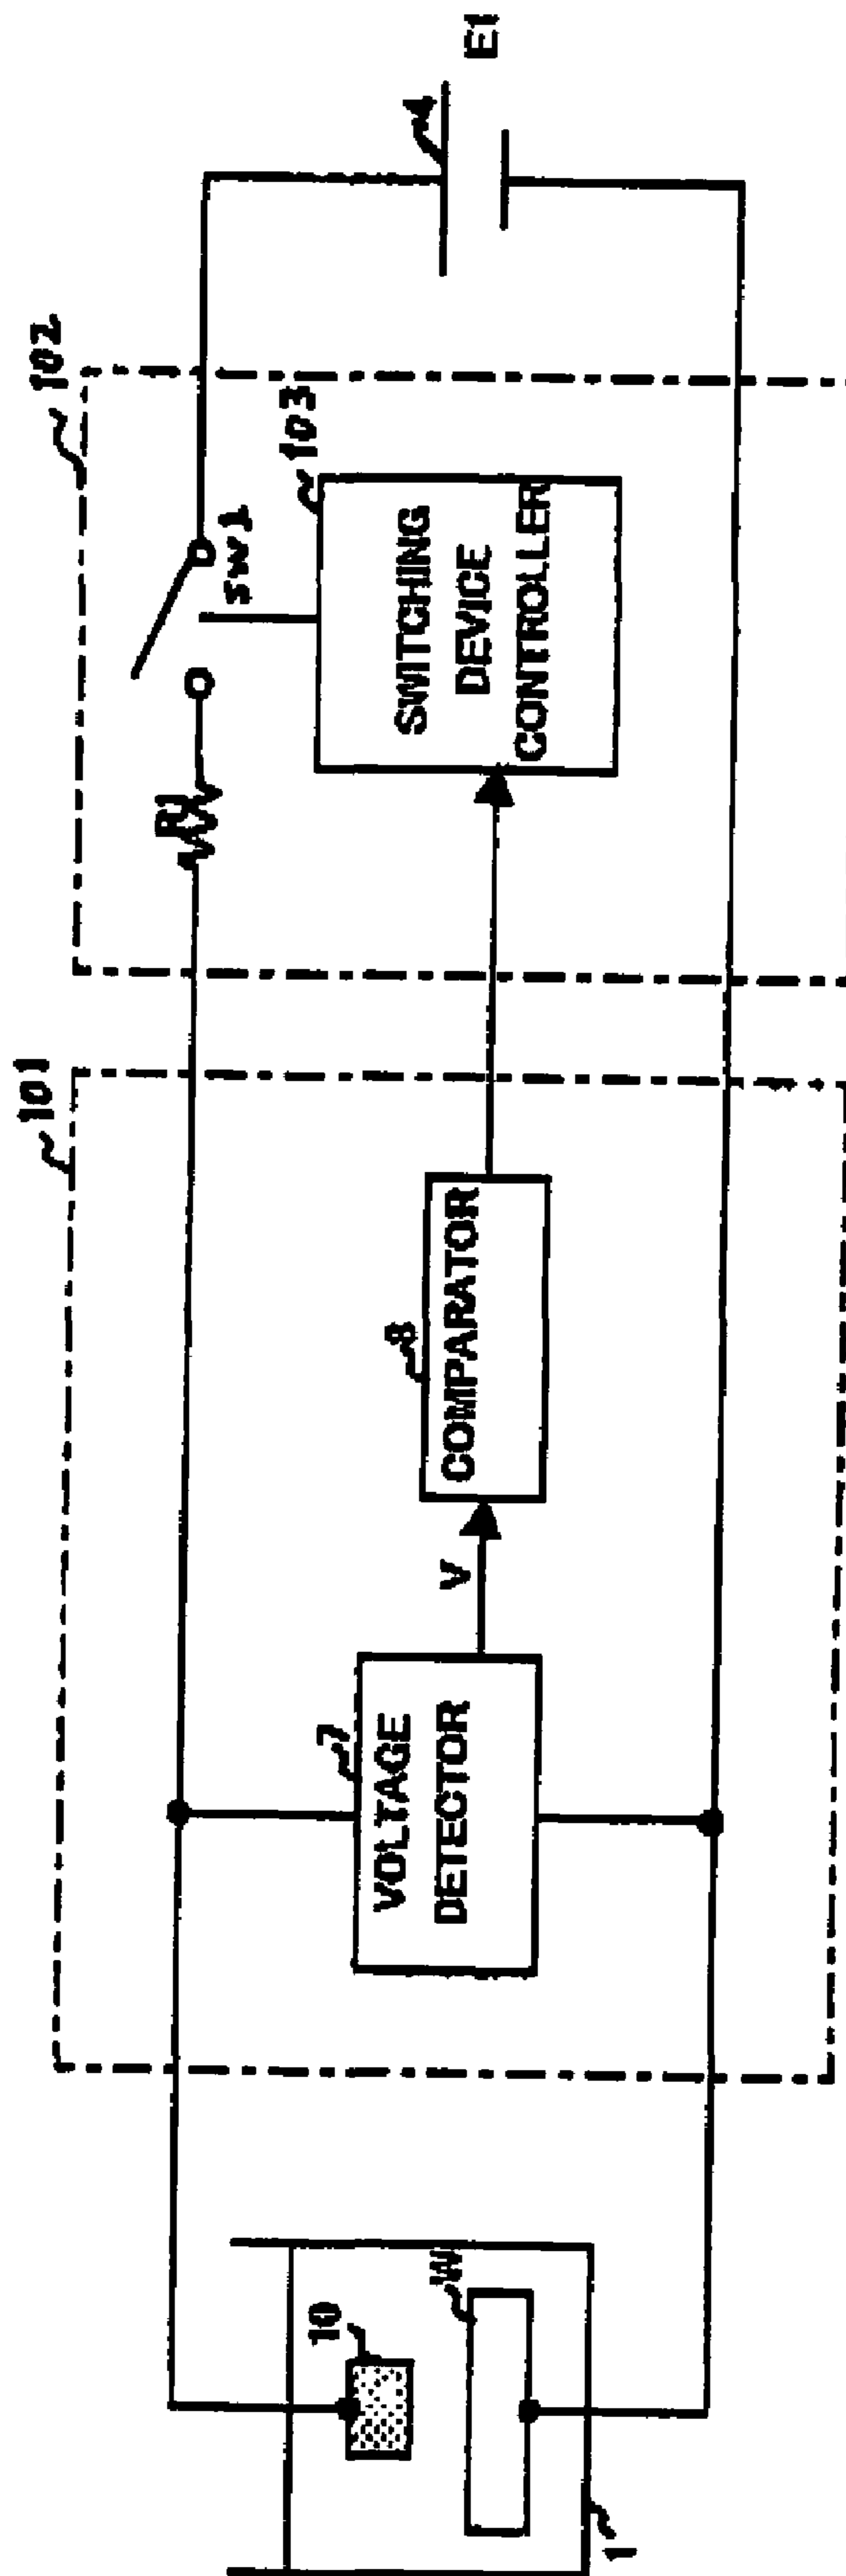 10
W
1
101
7
VOLTAGE
DETECTOR
V
8
COMPARATOR
102
R1
SW1
103
SWITCHING
DEVICE
CONTROLLER
4
E1